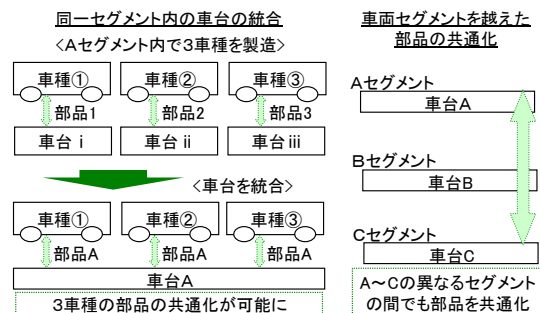 同一セグメント内の車台の統合
<Aセグメント内で3車種を製造>
車種① 車種② 車種③
部品1 部品2 部品3
車台ⅰ 車台ⅱ 車台ⅲ
<車台を統合>
車種① 車種② 車種③
部品A 部品A 部品A
車台A
3車種の部品の共通化が可能に
車両セグメントを越えた
部品の共通化
Aセグメント
車台A
Bセグメント
車台B
Cセグメント
車台C
A~Cの異なるセグメント
の間でも部品を共通化